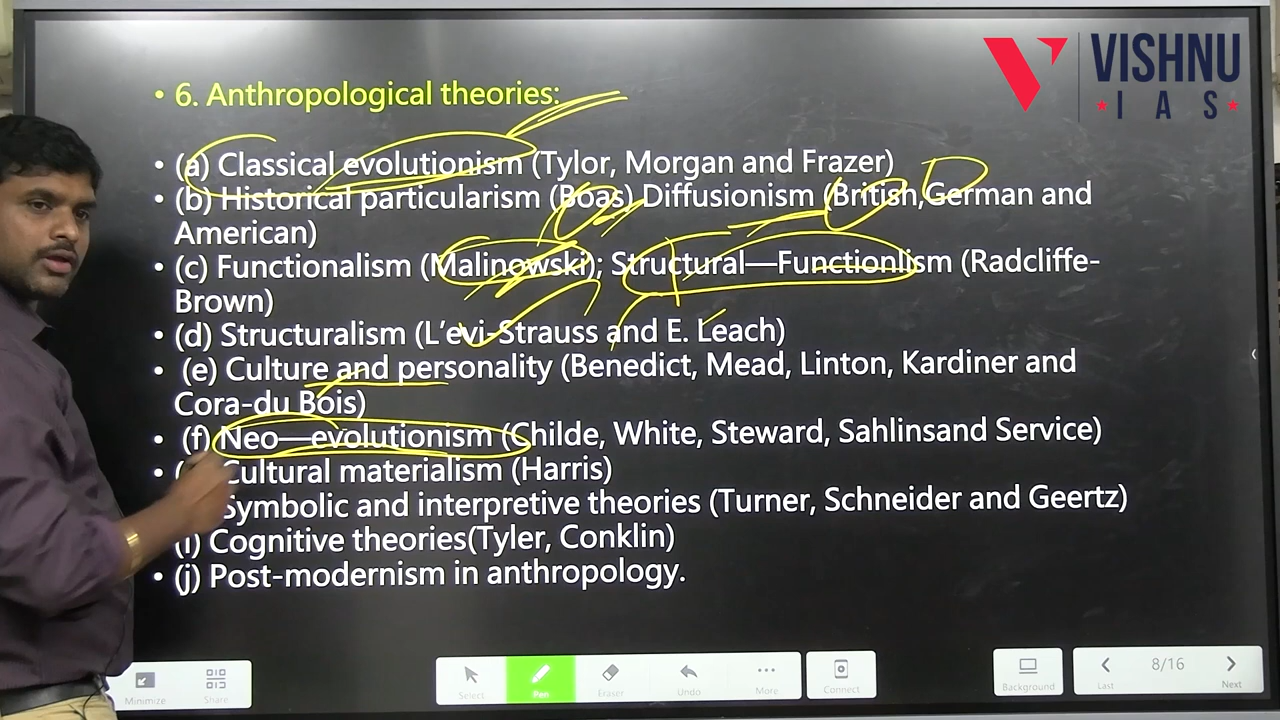 VISHNU
IAS
• 6. Anthropological theories:
• (a) Classical evolutionism (Tylor, Morgan and Frazer)
• (b) Historical particularism (Boas) Diffusionism (British,German and
American)
• (c) Functionalism (Malinowski); Structural—Functionlism (Radcliffe-
Brown)
• (d) Structuralism (L'evi-Strauss and E. Leach)
• (e) Culture and personality (Benedict, Mead, Linton, Kardiner and
Cora-du Bois)
• (f) Neo—evolutionism (Childe, White, Steward, Sahlinsand Service)
• Cultural materialism (Harris)
Symbolic and interpretive theories (Turner, Schneider and Geertz)
• (i) Cognitive theories(Tyler, Conklin)
• (j) Post-modernism in anthropology.
Minimize Share Select Pen Eraser Undo More Connect Background Last 8/16 Next